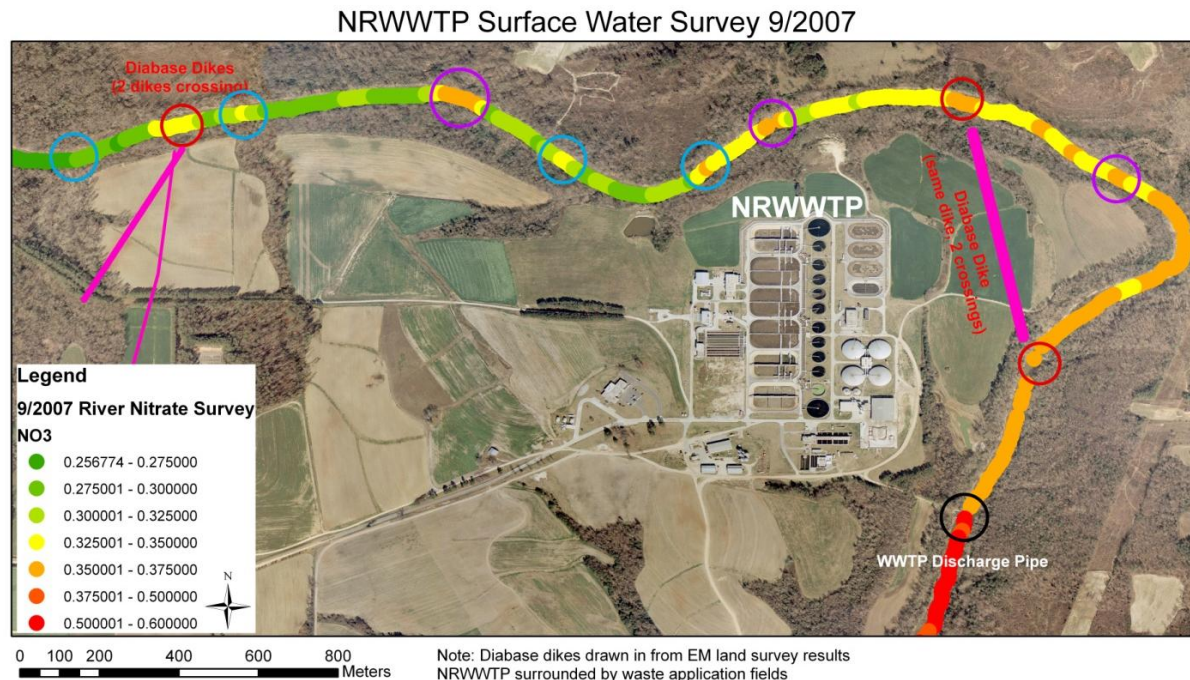 NRWWTP Surface Water Survey 9/2007
Diabase Dikes
(2 dikes crossing)
NRWWTP
Diabase Dike
(same dike, 2 crossings)
WWTP Discharge Pipe
Legend
9/2007 River Nitrate Survey
NO3
0.256774 - 0.275000
0.275001 - 0.300000
0.300001 - 0.325000
0.325001 - 0.350000
0.350001 - 0.375000
0.375001 - 0.500000
0.500001 - 0.600000
N
0 100 200 400 600 800
Meters
Note: Diabase dikes drawn in from EM land survey results
NRWWTP surrounded by waste application fields